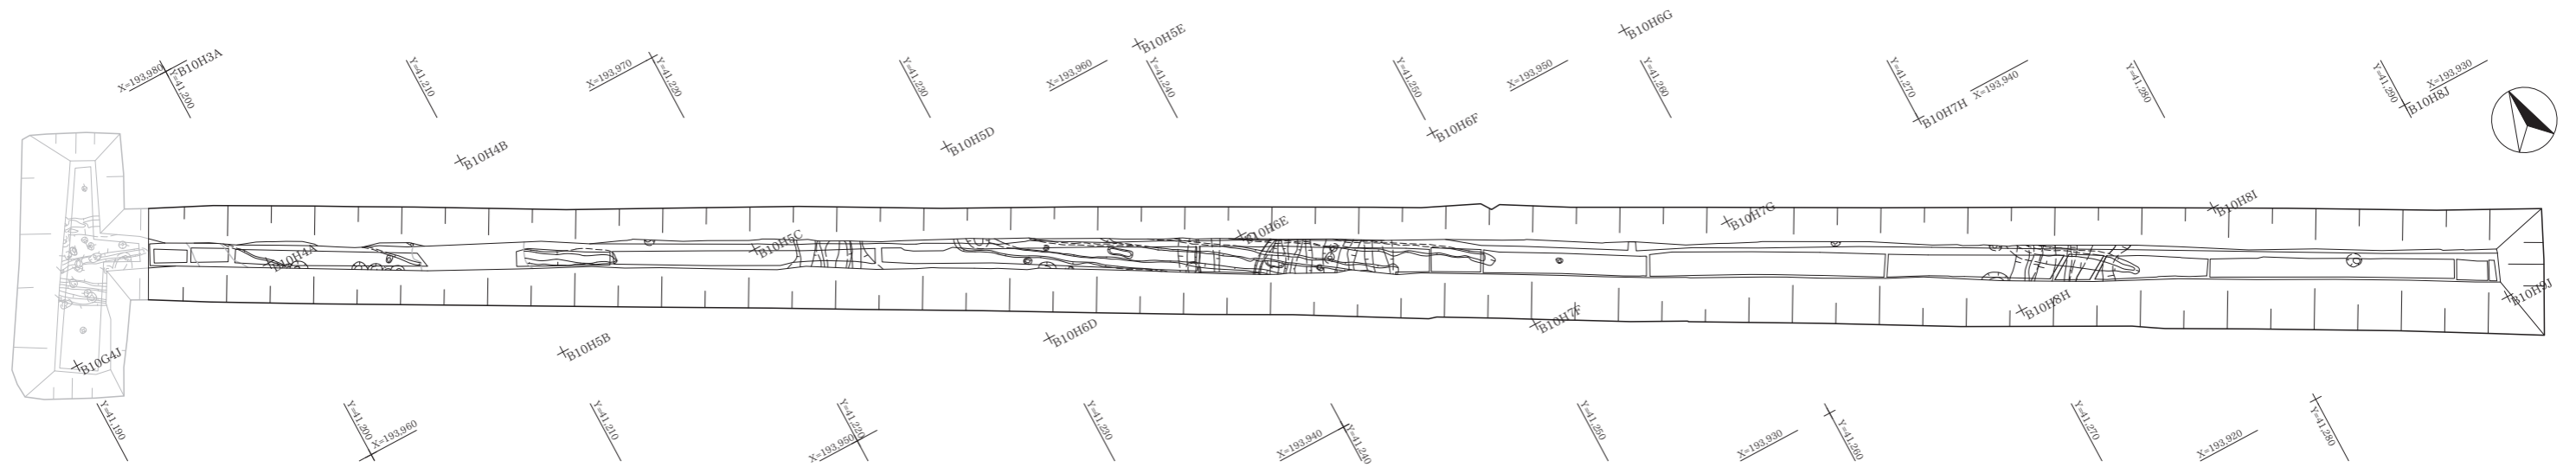 B10H6G
B10H5E
X=193,980
B10H3A
Y=41,200
Y=41,210
X=193,970
Y=41,220
Y=41,230
X=193,960
Y=41,240
Y=41,250
X=193,950
Y=41,260
Y=41,270
X=193,940
Y=41,280
Y=41,290
X=193,930
B10H8J
B10H7H
B10H4B
B10H5D
B10H6F
B10H8I
B10H7G
B10H6E
B10H5C
B10H4A
B10H9J
B10H8H
B10H7F
B10H6D
B10H5B
B10G4J
Y=41,190
Y=41,200
X=193,960
Y=41,210
Y=41,220
X=193,950
Y=41,230
X=193,940
Y=41,240
Y=41,250
X=193,930
Y=41,260
Y=41,270
X=193,920
Y=41,280